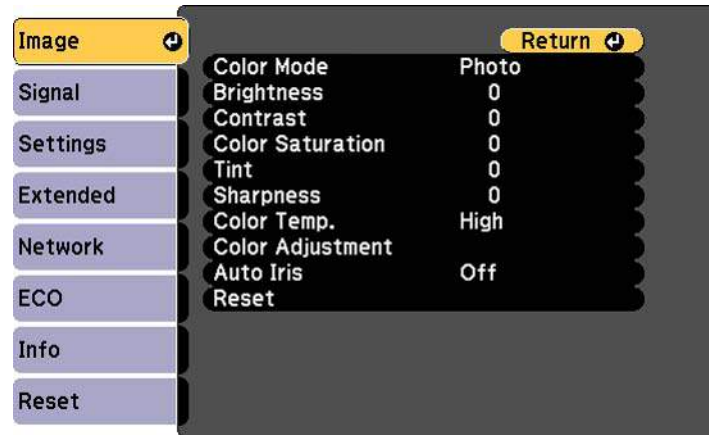 Image
Signal
Settings
Extended
Network
ECO
Info
Reset
Return
Color Mode Photo
Brightness 0
Contrast 0
Color Saturation 0
Tint 0
Sharpness 0
Color Temp. High
Color Adjustment
Auto Iris Off
Reset